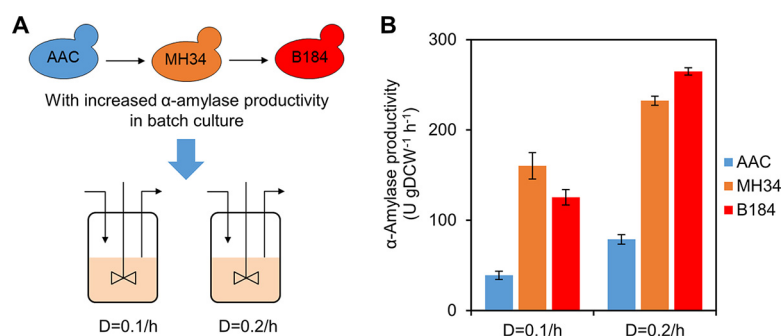 A
AAC
MH34
B184
With increased α-amylase productivity
in batch culture
D=0.1/h
D=0.2/h
B
α-Amylase productivity
(U gDCW⁻¹ h⁻¹)
300
200
100
0
D=0.1/h
D=0.2/h
AAC
MH34
B184